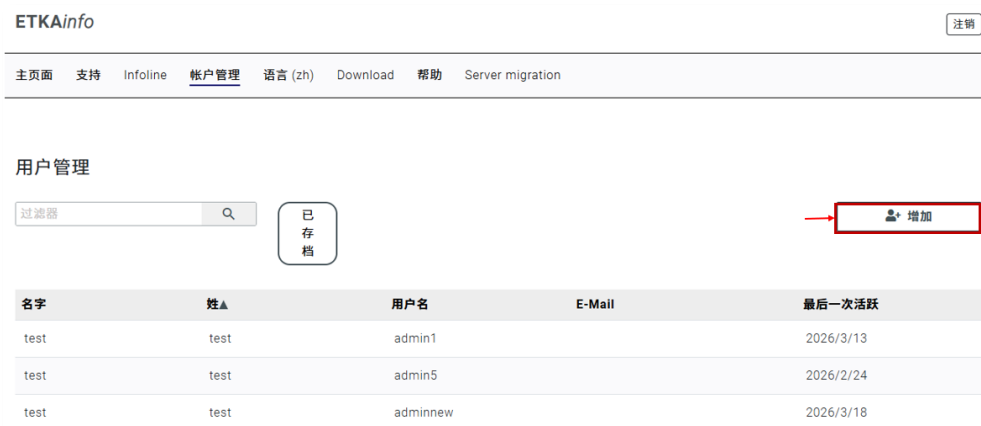 ETKAinfo
注销
主页面 支持 Infoline 帐户管理 语言 (zh) Download 帮助 Server migration
用户管理
过滤器
已
存
档
增加
名字 姓▲ 用户名 E-Mail 最后一次活跃
test test admin1 2026/3/13
test test admin5 2026/2/24
test test adminnew 2026/3/18